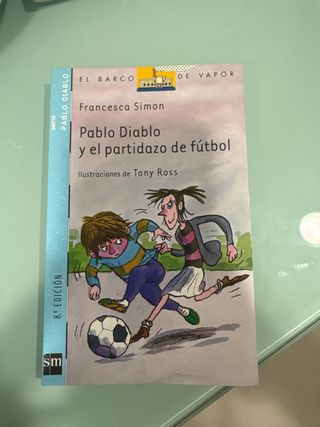 EL BARCO DE VAPOR
serie
PABLO DIABLO
Francesca Simon
Pablo Diablo
y el partidazo de fútbol
Ilustraciones de Tony Ross
8.ª EDICIÓN
sm